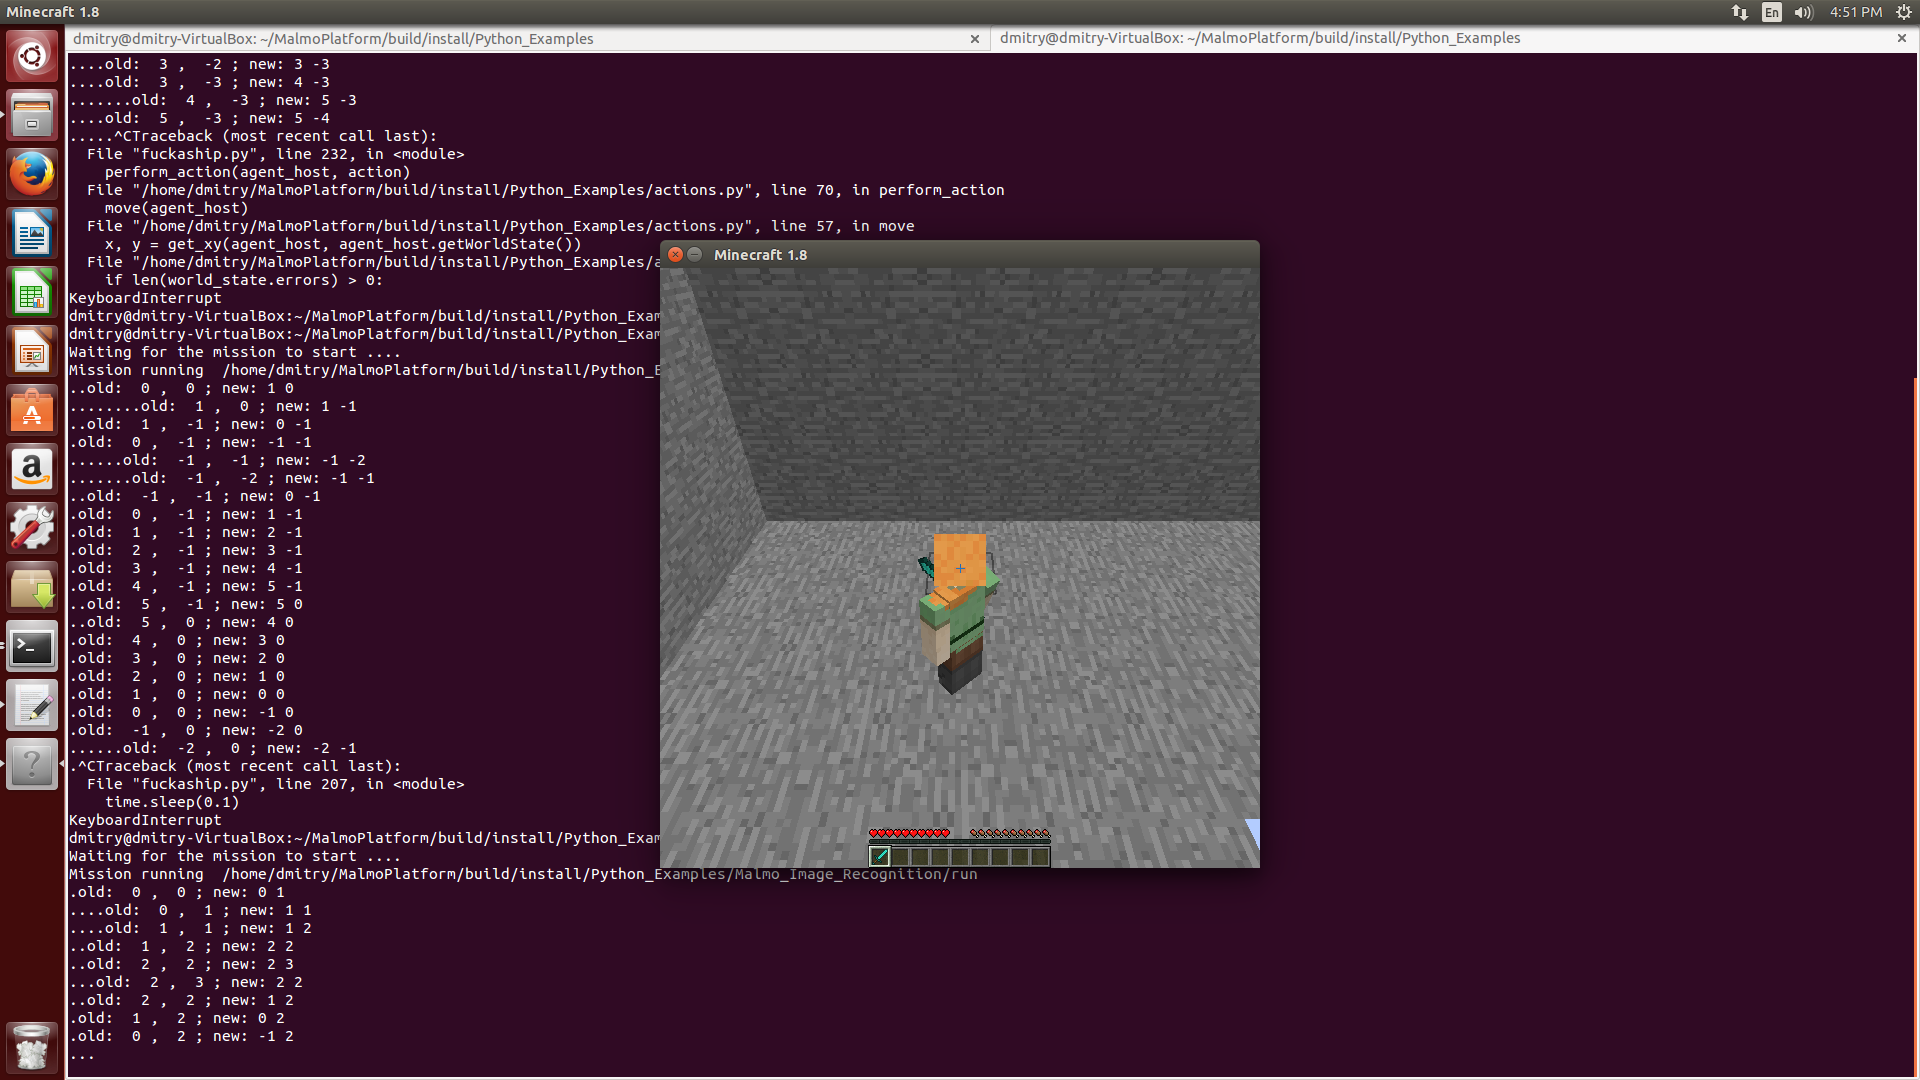 Minecraft 1.8
En
4:51 PM
dmitry@dmitry-VirtualBox: ~/MalmoPlatform/build/install/Python_Examples
dmitry@dmitry-VirtualBox: ~/MalmoPlatform/build/install/Python_Examples
....old:  3 ,  -2 ; new: 3 -3
....old:  3 ,  -3 ; new: 4 -3
.......old:  4 ,  -3 ; new: 5 -3
....old:  5 ,  -3 ; new: 5 -4
.....^CTraceback (most recent call last):
  File "fuckaship.py", line 232, in <module>
    perform_action(agent_host, action)
  File "/home/dmitry/MalmoPlatform/build/install/Python_Examples/actions.py", line 70, in perform_action
    move(agent_host)
  File "/home/dmitry/MalmoPlatform/build/install/Python_Examples/actions.py", line 57, in move
    x, y = get_xy(agent_host, agent_host.getWorldState())
  File "/home/dmitry/MalmoPlatform/build/install/Python_Examples/a
    if len(world_state.errors) > 0:
KeyboardInterrupt
dmitry@dmitry-VirtualBox:~/MalmoPlatform/build/install/Python_Exam
dmitry@dmitry-VirtualBox:~/MalmoPlatform/build/install/Python_Exam
Waiting for the mission to start ....
Mission running  /home/dmitry/MalmoPlatform/build/install/Python_E
..old:  0 ,  0 ; new: 1 0
........old:  1 ,  0 ; new: 1 -1
..old:  1 ,  -1 ; new: 0 -1
.old:  0 ,  -1 ; new: -1 -1
......old:  -1 ,  -1 ; new: -1 -2
.......old:  -1 ,  -2 ; new: -1 -1
..old:  -1 ,  -1 ; new: 0 -1
.old:  0 ,  -1 ; new: 1 -1
.old:  1 ,  -1 ; new: 2 -1
.old:  2 ,  -1 ; new: 3 -1
.old:  3 ,  -1 ; new: 4 -1
.old:  4 ,  -1 ; new: 5 -1
..old:  5 ,  -1 ; new: 5 0
..old:  5 ,  0 ; new: 4 0
.old:  4 ,  0 ; new: 3 0
.old:  3 ,  0 ; new: 2 0
.old:  2 ,  0 ; new: 1 0
.old:  1 ,  0 ; new: 0 0
.old:  0 ,  0 ; new: -1 0
.old:  -1 ,  0 ; new: -2 0
......old:  -2 ,  0 ; new: -2 -1
.^CTraceback (most recent call last):
  File "fuckaship.py", line 207, in <module>
    time.sleep(0.1)
KeyboardInterrupt
dmitry@dmitry-VirtualBox:~/MalmoPlatform/build/install/Python_Exam
Waiting for the mission to start ....
Mission running  /home/dmitry/MalmoPlatform/build/install/Python_Examples/Malmo_Image_Recognition/run
.old:  0 ,  0 ; new: 0 1
....old:  0 ,  1 ; new: 1 1
....old:  1 ,  1 ; new: 1 2
..old:  1 ,  2 ; new: 2 2
..old:  2 ,  2 ; new: 2 3
...old:  2 ,  3 ; new: 2 2
..old:  2 ,  2 ; new: 1 2
.old:  1 ,  2 ; new: 0 2
.old:  0 ,  2 ; new: -1 2
...
Minecraft 1.8